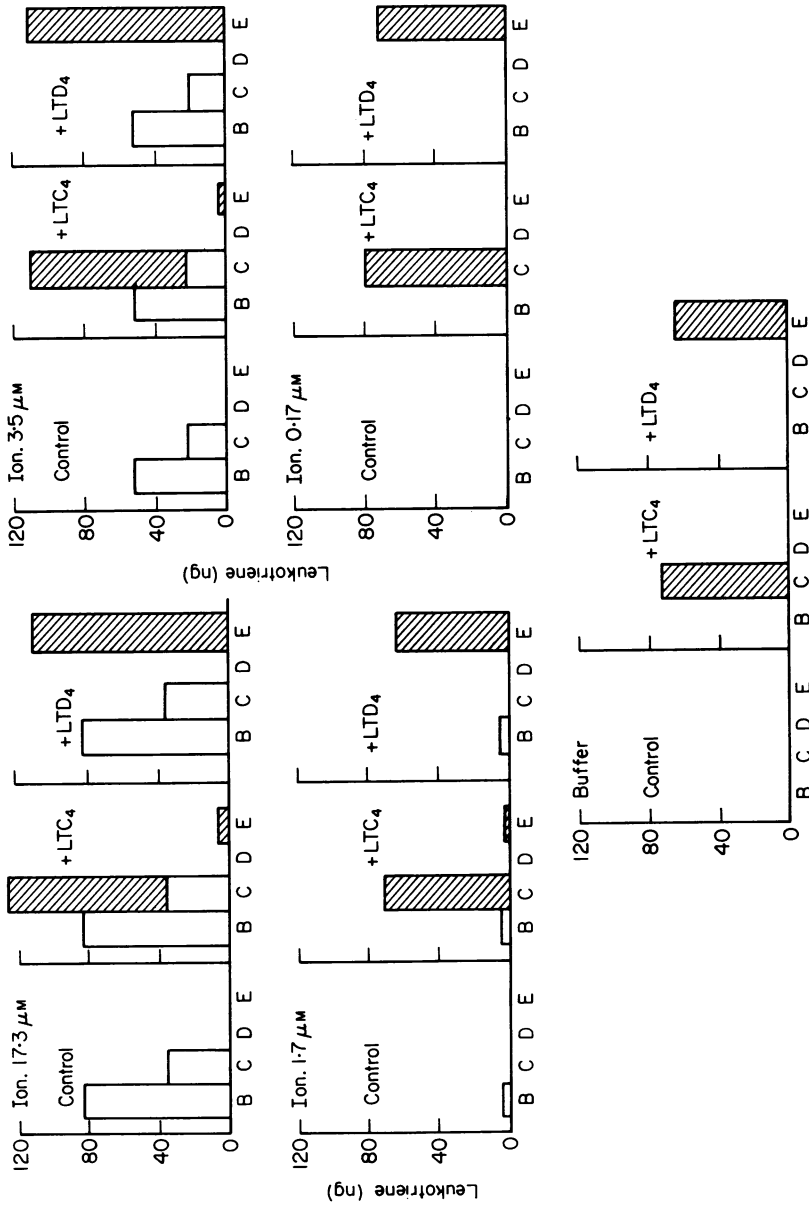 Ion. 17·3 μM
Control
+LTC4
+LTD4
120
80
40
0
B C D E
B C D E
B C D E
Ion. 3·5 μM
Control
+LTC4
+LTD4
120
80
40
0
B C D E
B C D E
B C D E
Leukotriene (ng)
Ion. 1·7 μM
Control
+LTC4
+LTD4
120
80
40
0
B C D E
B C D E
B C D E
Leukotriene (ng)
Ion. 0·17 μM
Control
+LTC4
+LTD4
120
80
40
0
B C D E
B C D E
B C D E
Buffer
Control
+LTC4
+LTD4
120
80
40
0
B C D E
B C D E
B C D E